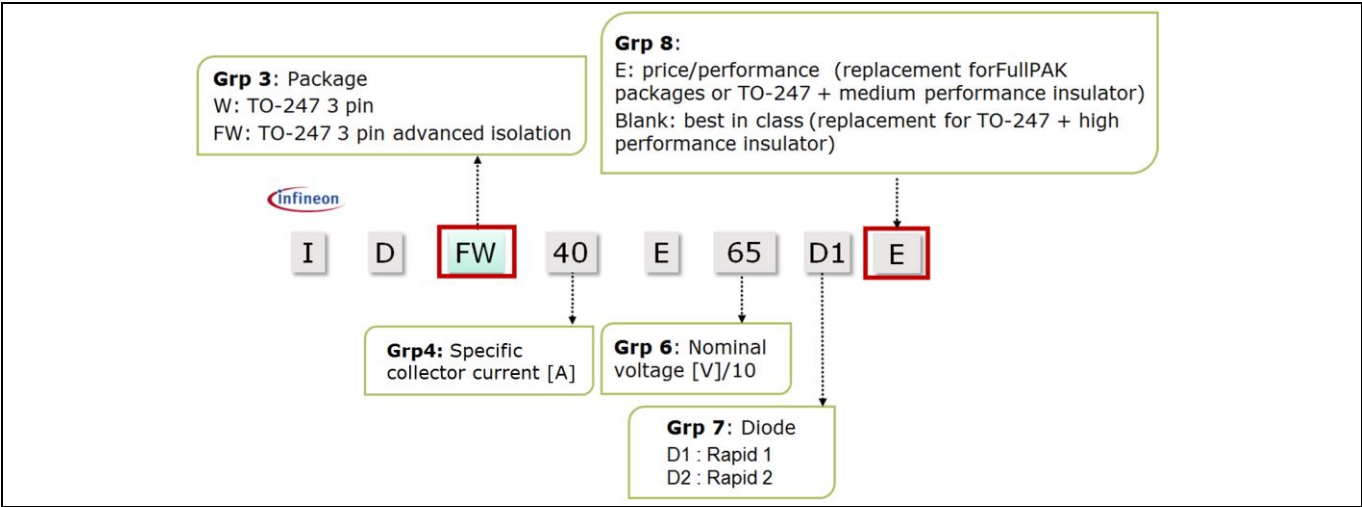 Grp 3: Package
W: TO-247 3 pin
FW: TO-247 3 pin advanced isolation
Grp 8:
E: price/performance (replacement forFullPAK
packages or TO-247 + medium performance insulator)
Blank: best in class (replacement for TO-247 + high
performance insulator)
infineon
I D FW 40 E 65 D1 E
Grp4: Specific
collector current [A]
Grp 6: Nominal
voltage [V]/10
Grp 7: Diode
D1 : Rapid 1
D2 : Rapid 2